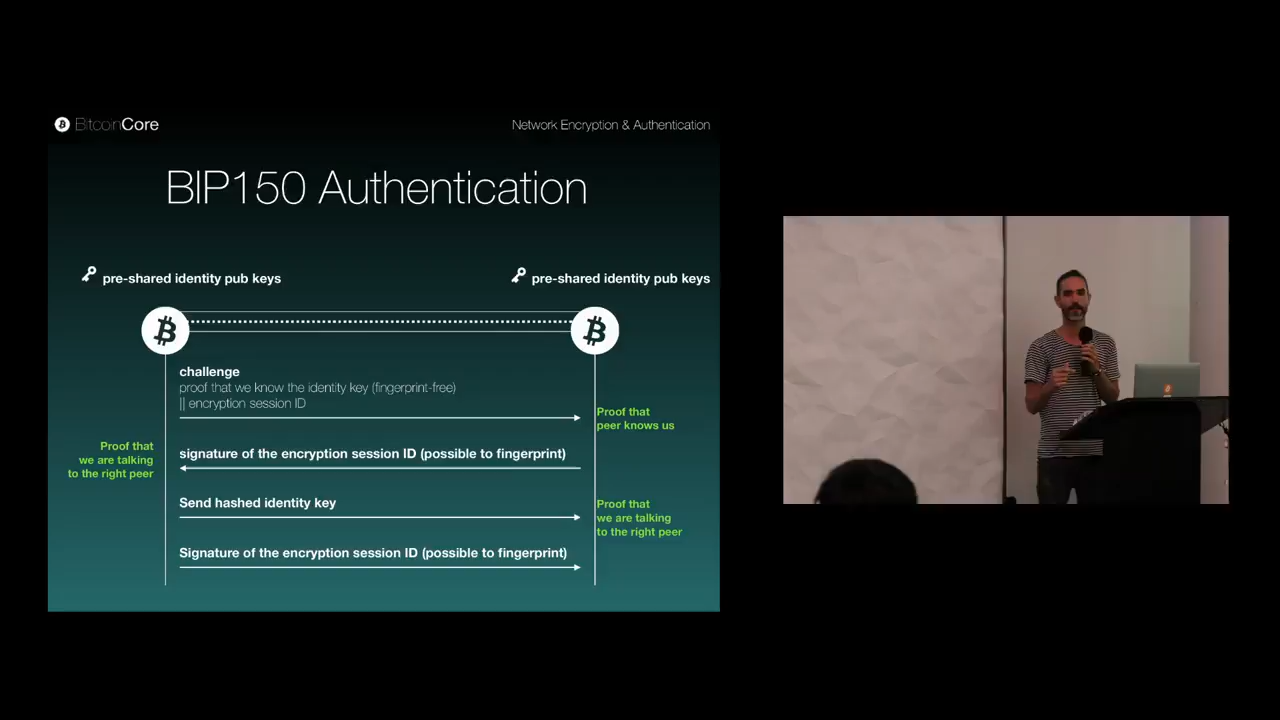 BitcoinCore
Network Encryption & Authentication
BIP150 Authentication
pre-shared identity pub keys
pre-shared identity pub keys
challenge
proof that we know the identity key (fingerprint-free)
|| encryption session ID
Proof that
peer knows us
Proof that
we are talking
to the right peer
signature of the encryption session ID (possible to fingerprint)
Send hashed identity key
Proof that
we are talking
to the right peer
Signature of the encryption session ID (possible to fingerprint)